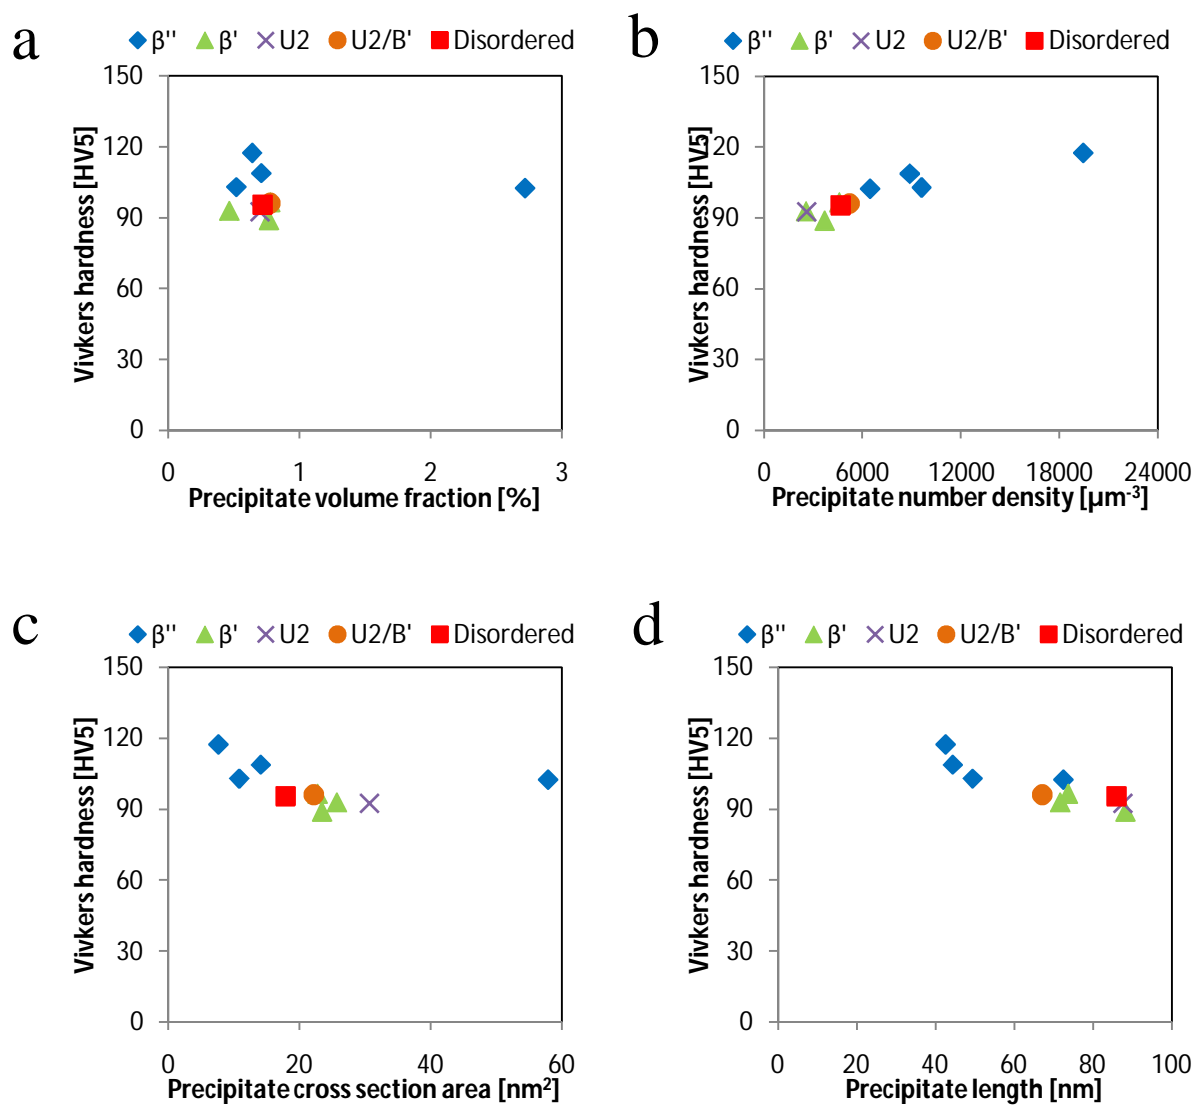 a
β'' β' U2 U2/B' Disordered
150
120
90
60
30
0
Vivkers hardness [HV5]
0 1 2 3
Precipitate volume fraction [%]
b
β'' β' U2 U2/B' Disordered
150
120
90
60
30
0
Vivkers hardness [HV5]
0 6000 12000 18000 24000
Precipitate number density [µm-3]
c
β'' β' U2 U2/B' Disordered
150
120
90
60
30
0
Vivkers hardness [HV5]
0 20 40 60
Precipitate cross section area [nm²]
d
β'' β' U2 U2/B' Disordered
150
120
90
60
30
0
Vivkers hardness [HV5]
0 20 40 60 80 100
Precipitate length [nm]